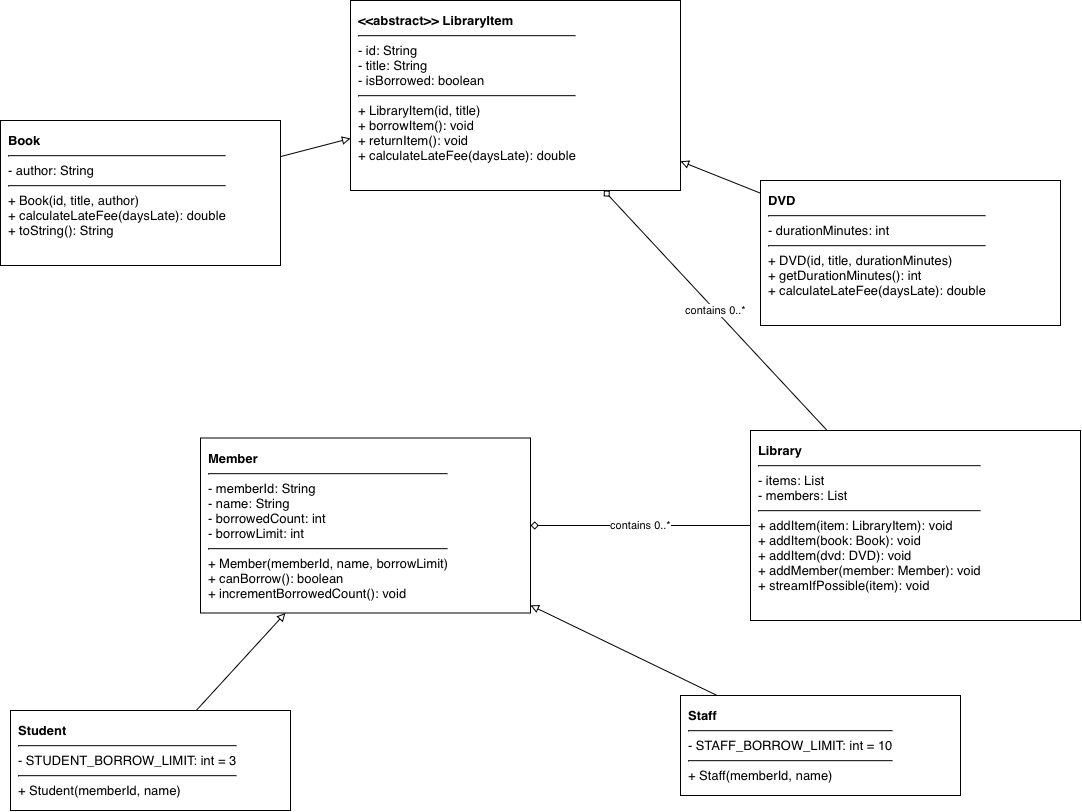 <<abstract>> LibraryItem
- id: String
- title: String
- isBorrowed: boolean
+ LibraryItem(id, title)
+ borrowItem(): void
+ returnItem(): void
+ calculateLateFee(daysLate): double
Book
- author: String
+ Book(id, title, author)
+ calculateLateFee(daysLate): double
+ toString(): String
DVD
- durationMinutes: int
+ DVD(id, title, durationMinutes)
+ getDurationMinutes(): int
+ calculateLateFee(daysLate): double
contains 0..*
Member
- memberId: String
- name: String
- borrowedCount: int
- borrowLimit: int
+ Member(memberId, name, borrowLimit)
+ canBorrow(): boolean
+ incrementBorrowedCount(): void
contains 0..*
Library
- items: List
- members: List
+ addItem(item: LibraryItem): void
+ addItem(book: Book): void
+ addItem(dvd: DVD): void
+ addMember(member: Member): void
+ streamIfPossible(item): void
Student
- STUDENT_BORROW_LIMIT: int = 3
+ Student(memberId, name)
Staff
- STAFF_BORROW_LIMIT: int = 10
+ Staff(memberId, name)